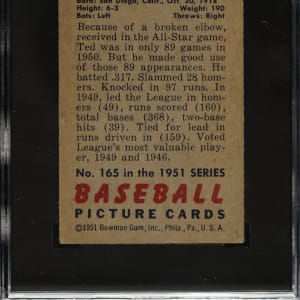 Born: San Diego, Calif., Oct. 30, 1918
Height: 6-3 Weight: 190
Bats: Left Throws: Right
Because of a broken elbow,
received in the All-Star game,
Ted was in only 89 games in
1950. But he made good use
of those 89 appearances. He
batted .317. Slammed 28 hom-
ers. Knocked in 97 runs. In
1949, led the League in hom-
ers (49), runs scored (160),
total bases (368), two-base
hits (39). Tied for lead in
runs driven in (159). Voted
League's most valuable play-
er, 1949 and 1946.
No. 165 in the 1951 SERIES
BASEBALL
PICTURE CARDS
©1951 Bowman Gum, Inc., Phila., Pa., U. S. A.